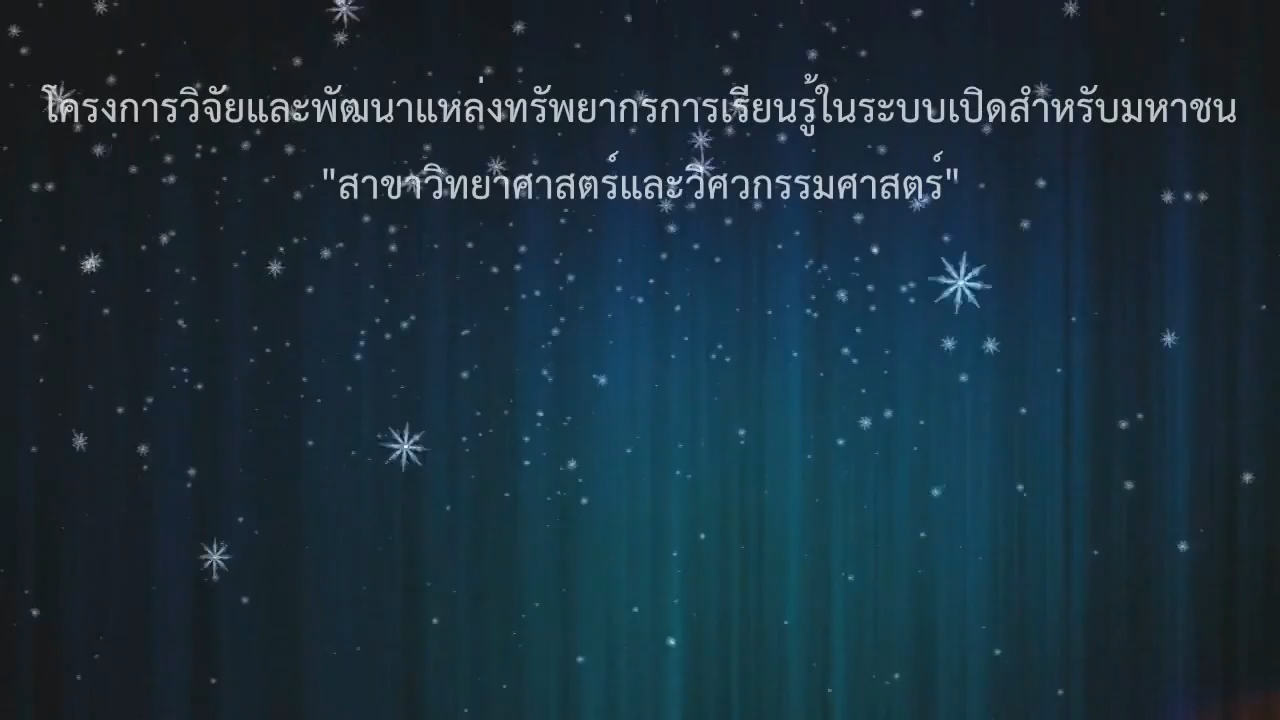 โครงการวิจัยและพัฒนาแหล่งทรัพยากรการเรียนรู้ในระบบเปิดสำหรับมหาชน
"สาขาวิทยาศาสตร์และวิศวกรรมศาสตร์"